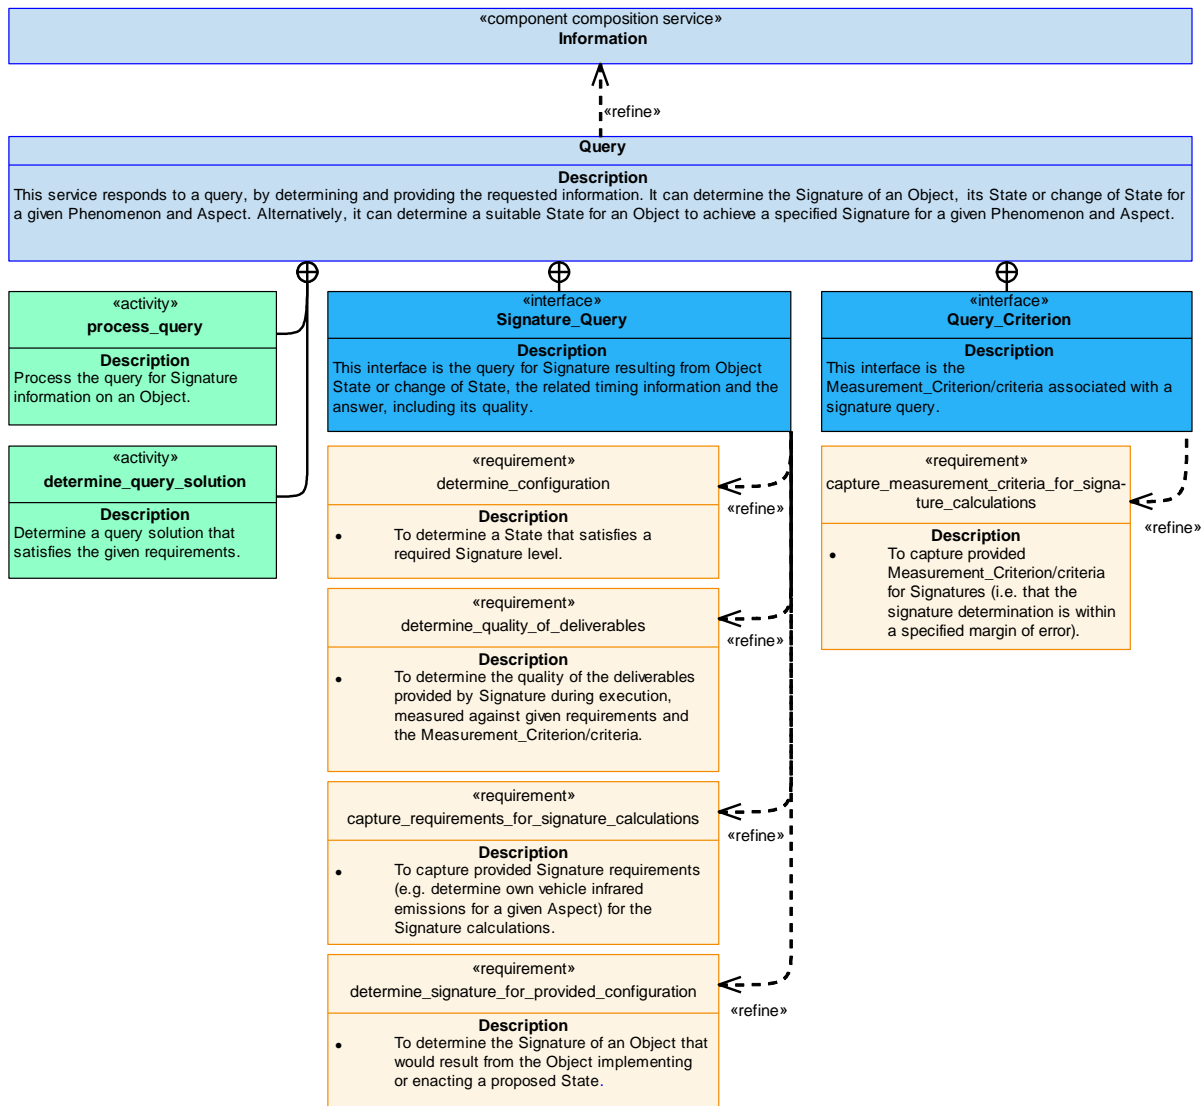 «component composition service»
Information
«refine»
Query
Description
This service responds to a query, by determining and providing the requested information. It can determine the Signature of an Object, its State or change of State for
a given Phenomenon and Aspect. Alternatively, it can determine a suitable State for an Object to achieve a specified Signature for a given Phenomenon and Aspect.
«activity»
process_query
Description
Process the query for Signature
information on an Object.
«activity»
determine_query_solution
Description
Determine a query solution that
satisfies the given requirements.
«interface»
Signature_Query
Description
This interface is the query for Signature resulting from Object
State or change of State, the related timing information and the
answer, including its quality.
«requirement»
determine_configuration
Description
• To determine a State that satisfies a
required Signature level.
«refine»
«requirement»
determine_quality_of_deliverables
Description
• To determine the quality of the deliverables
provided by Signature during execution,
measured against given requirements and
the Measurement_Criterion/criteria.
«refine»
«requirement»
capture_requirements_for_signature_calculations
Description
• To capture provided Signature requirements
(e.g. determine own vehicle infrared
emissions for a given Aspect) for the
Signature calculations.
«refine»
«requirement»
determine_signature_for_provided_configuration
Description
• To determine the Signature of an Object that
would result from the Object implementing
or enacting a proposed State.
«refine»
«interface»
Query_Criterion
Description
This interface is the
Measurement_Criterion/criteria associated with a
signature query.
«requirement»
capture_measurement_criteria_for_signa-
ture_calculations
Description
• To capture provided
Measurement_Criterion/criteria
for Signatures (i.e. that the
signature determination is within
a specified margin of error).
«refine»